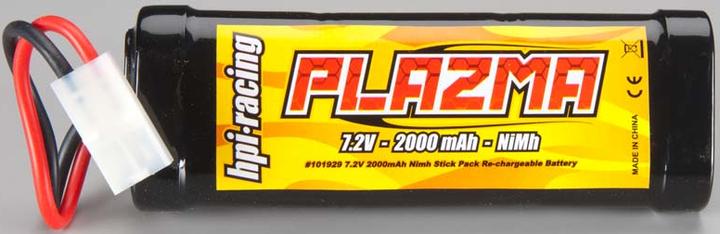 hpi-racing
PLAZMA
7.2V - 2000 mAh - NiMh
#101929 7.2V 2000mAh Nimh Stick Pack Re-chargeable Battery
CE
MADE IN CHINA